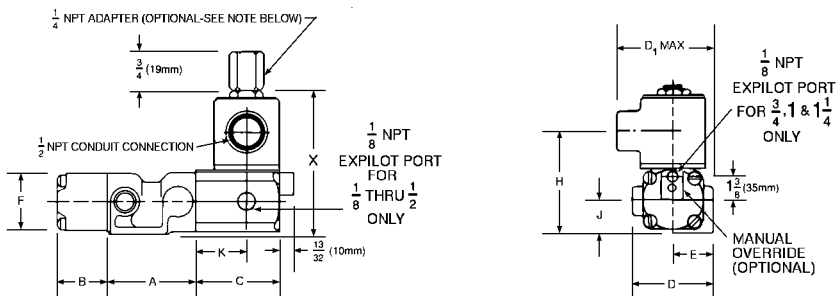 1/4 NPT ADAPTER (OPTIONAL-SEE NOTE BELOW)
3/4 (19mm)
1/2 NPT CONDUIT CONNECTION
1/8 NPT
EXPILOT PORT
FOR
1/8 THRU 1/2
ONLY
X
F
K
13/32 (10mm)
B
A
C
D1 MAX
1/8 NPT
EXPILOT PORT
FOR 3/4, 1 & 1 1/4
ONLY
H
J
1 3/8 (35mm)
MANUAL
OVERRIDE
(OPTIONAL)
E
D